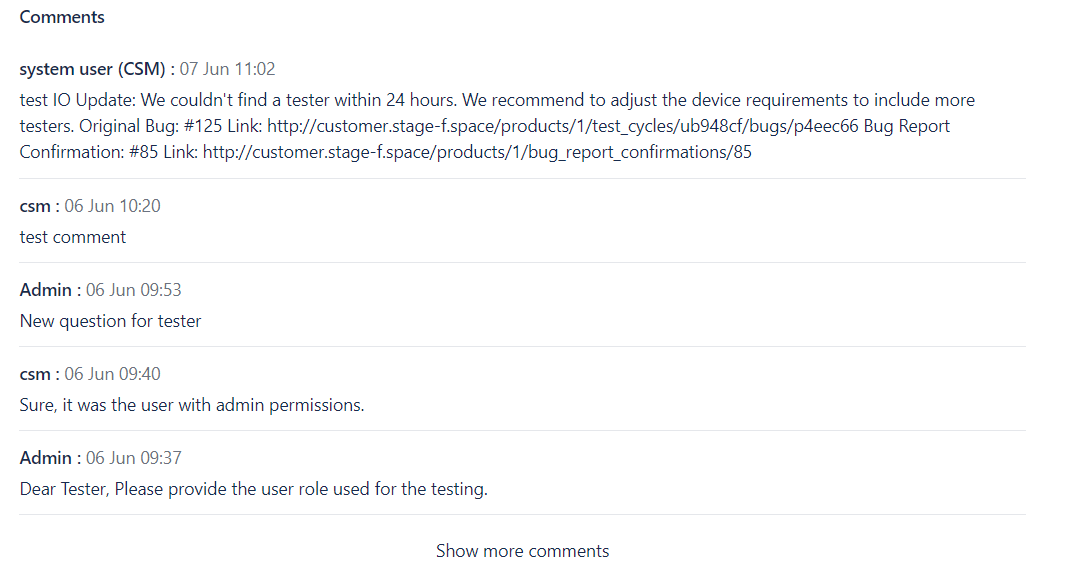 Comments
system user (CSM) : 07 Jun 11:02
test IO Update: We couldn't find a tester within 24 hours. We recommend to adjust the device requirements to include more
testers. Original Bug: #125 Link: http://customer.stage-f.space/products/1/test_cycles/ub948cf/bugs/p4eec66 Bug Report
Confirmation: #85 Link: http://customer.stage-f.space/products/1/bug_report_confirmations/85
csm : 06 Jun 10:20
test comment
Admin : 06 Jun 09:53
New question for tester
csm : 06 Jun 09:40
Sure, it was the user with admin permissions.
Admin : 06 Jun 09:37
Dear Tester, Please provide the user role used for the testing.
Show more comments